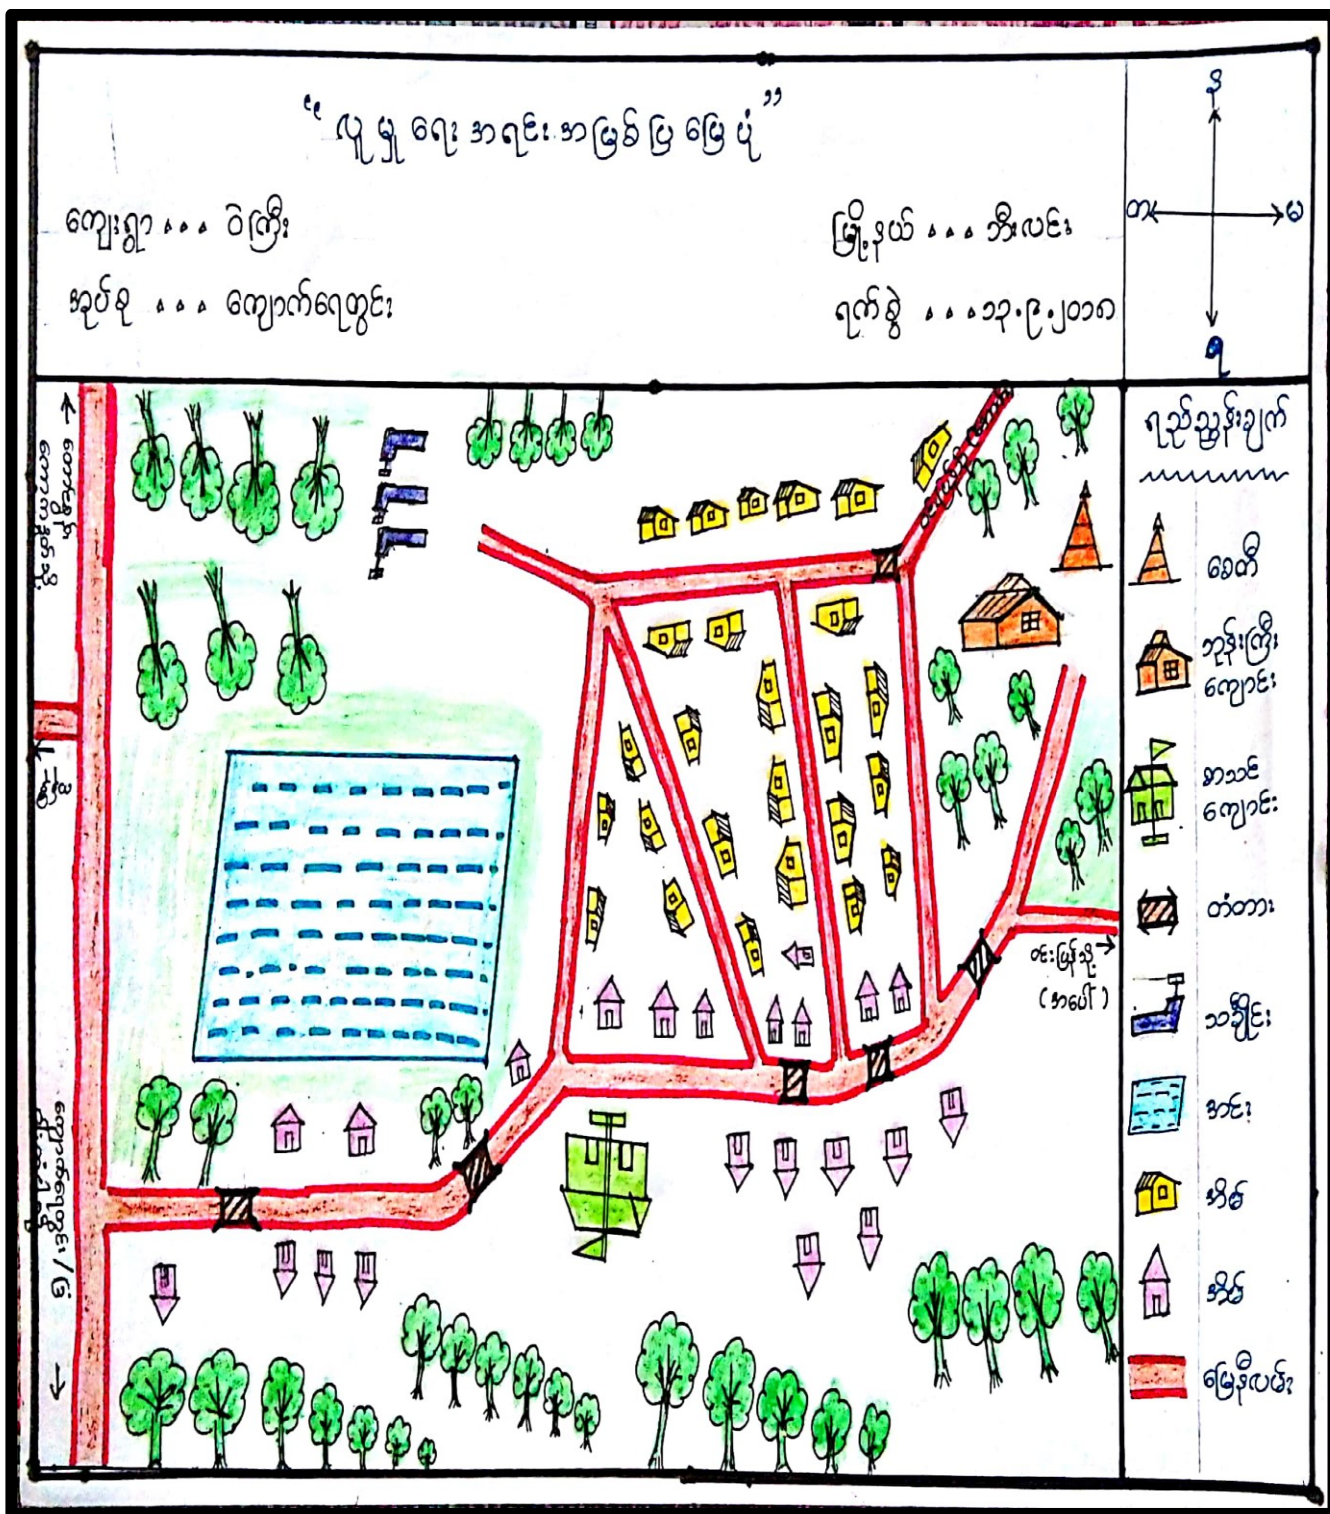 “လူမှုရေးအရင်းအမြစ်ပြမြေပုံ”
ကျေးရွာ ... ဝဲကြီး
အုပ်စု ... ကျောက်ရေတွင်း
မြို့နယ် ... ဘီးလင်း
ရက်စွဲ ... ၁၃.၉.၂၀၁၈
န
တ
မ
ရည်ညွှန်းချက်
စေတီ
ဘုန်းကြီး
ကျောင်း
စာသင်
ကျောင်း
တံတား
သင်္ချိုင်း
အင်း
အိမ်
အိမ်
မြေနီလမ်း
(အပေါ်)